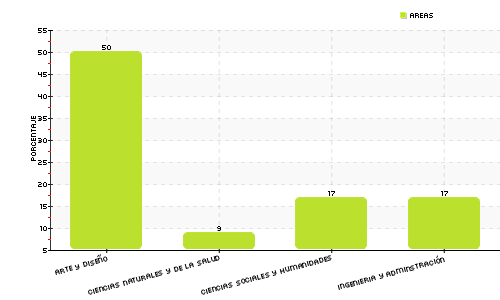 AREAS
PORCENTAJE
55
50
45
40
35
30
25
20
15
10
5
50
9
17
17
ARTE Y DISEÑO
CIENCIAS NATURALES Y DE LA SALUD
CIENCIAS SOCIALES Y HUMANIDADES
INGENIERIA Y ADMINSTRACIÓN